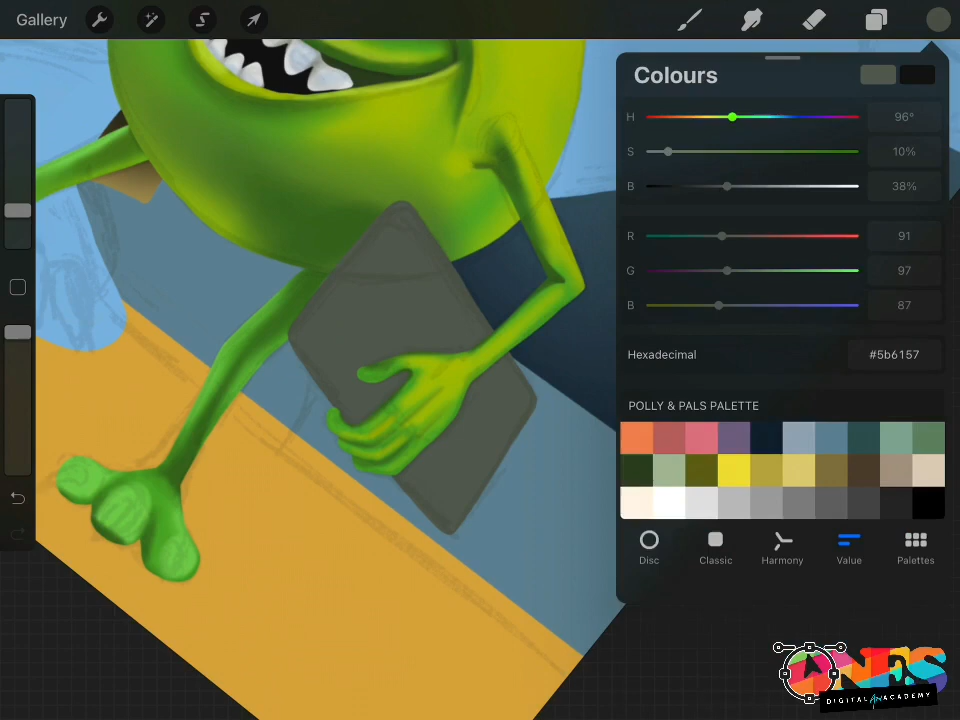 Gallery
Colours
H 96°
S 10%
B 38%
R 91
G 97
B 87
Hexadecimal #5b6157
POLLY & PALS PALETTE
Disc Classic Harmony Value Palettes
DIGITAL ACADEMY